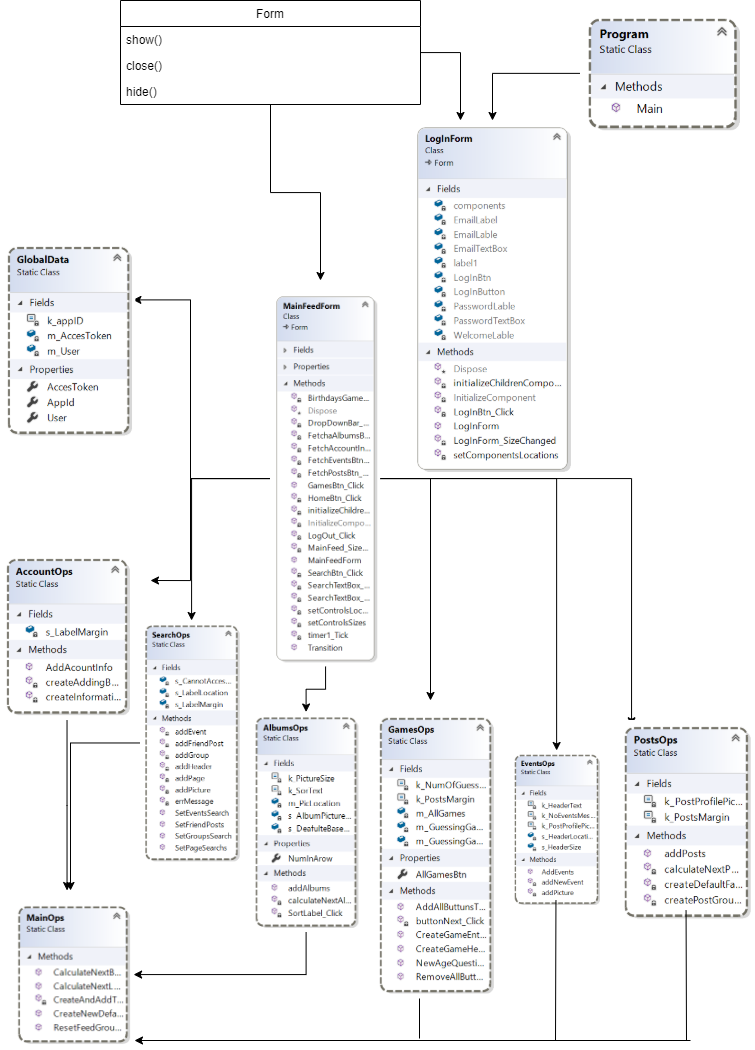 Form
show()
close()
hide()
Program
Static Class
Methods
Main
LogInForm
Class
Form
Fields
components
EmailLabel
EmailLable
EmailTextBox
label1
LogInBtn
LogInButton
PasswordLable
PasswordTextBox
WelcomeLable
Methods
Dispose
initializeChildrenCompo...
InitializeComponent
LogInBtn_Click
LogInForm
LogInForm_SizeChanged
setComponentsLocations
GlobalData
Static Class
Fields
k_appID
m_AccesToken
m_User
Properties
AccesToken
AppId
User
MainFeedForm
Class
Form
Fields
Properties
Methods
BirthdaysGame...
Dispose
DropDownBar_...
FetchaAlbumsB...
FetchAccountIn...
FetchEventsBtn...
FetchPostsBtn_...
GamesBtn_Click
HomeBtn_Click
initializeChildre...
InitializeCompo...
LogOut_Click
MainFeed_Size...
MainFeedForm
SearchBtn_Click
SearchTextBox_...
SearchTextBox_...
setControlsLoc...
setControlsSizes
timer1_Tick
Transition
AccountOps
Static Class
Fields
s_LabelMargin
Methods
AddAcountInfo
createAddingB...
createInformati...
SearchOps
Static Class
Fields
s_CannotAcces...
s_LabelLocation
s_LabelMargin
Methods
addEvent
addFriendPost
addGroup
addHeader
addPage
addPicture
errMessage
SetEventsSearch
SetFriendPosts
SetGroupsSearch
SetPageSearchs
AlbumsOps
Static Class
Fields
k_PictureSize
k_SorText
m_PicLocation
s_AlbumPicture...
s_DeafulteBase...
Properties
NumInArow
Methods
addAlbums
calculateNextAl...
SortLabel_Click
GamesOps
Static Class
Fields
k_NumOfGuess...
k_PostsMargin
m_AllGames
m_GuessingGa...
m_GuessingGa...
Properties
AllGamesBtn
Methods
AddAllButtunsT...
buttonNext_Click
CreateGameEnt...
CreateGameHe...
NewAgeQuesti...
RemoveAllButt...
EventsOps
Static Class
Fields
k_HeaderText
k_NoEventsMes...
k_PostProfilePic...
s_HeaderLocati...
s_HeaderSize
Methods
AddEvents
addNewEvent
addPicture
PostsOps
Static Class
Fields
k_PostProfilePic...
k_PostsMargin
Methods
addPosts
calculateNextP...
createDefaultFa...
createPostGrou...
MainOps
Static Class
Methods
CalculateNextB...
CalculateNextL...
CreateAndAddT...
CreateNewDefa...
ResetFeedGrou...